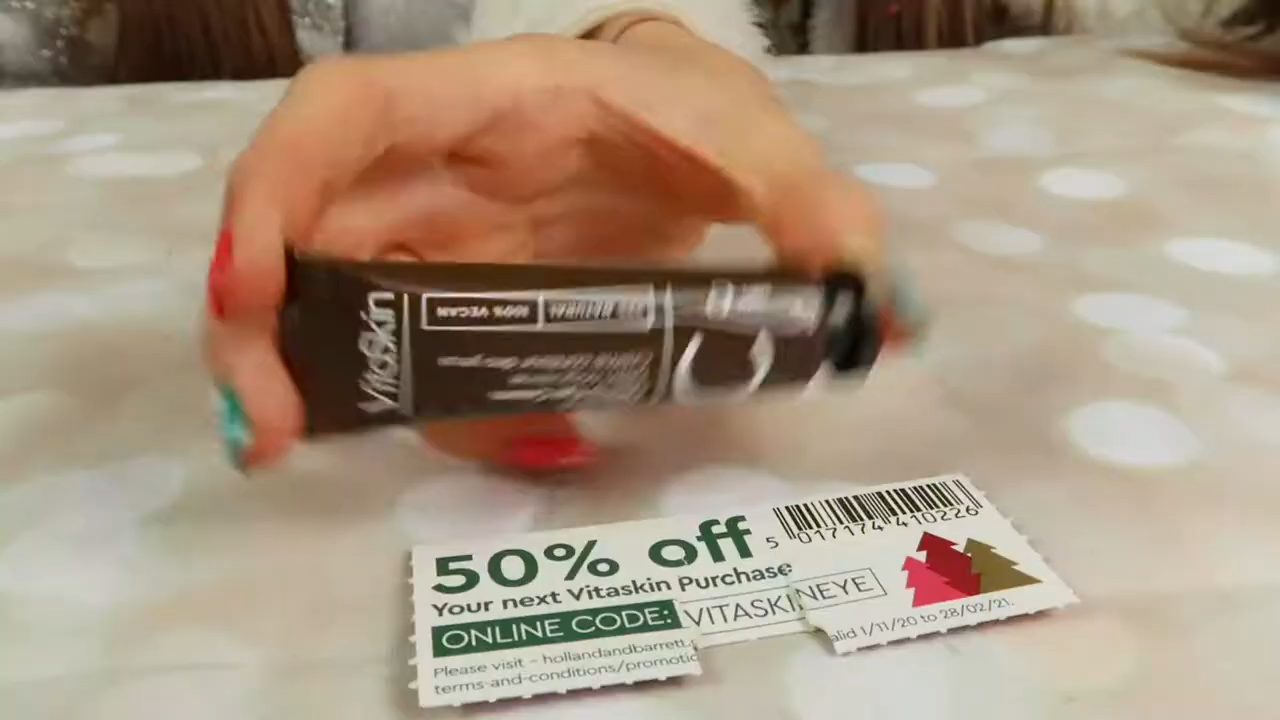 VitaSkin
100% VEGAN
50% off
Your next Vitaskin Purchase
ONLINE CODE: VITASKINEYE
Please visit – hollandandbarrett.
terms-and-conditions/promotio
5 017174 410226
alid 1/11/20 to 28/02/21.